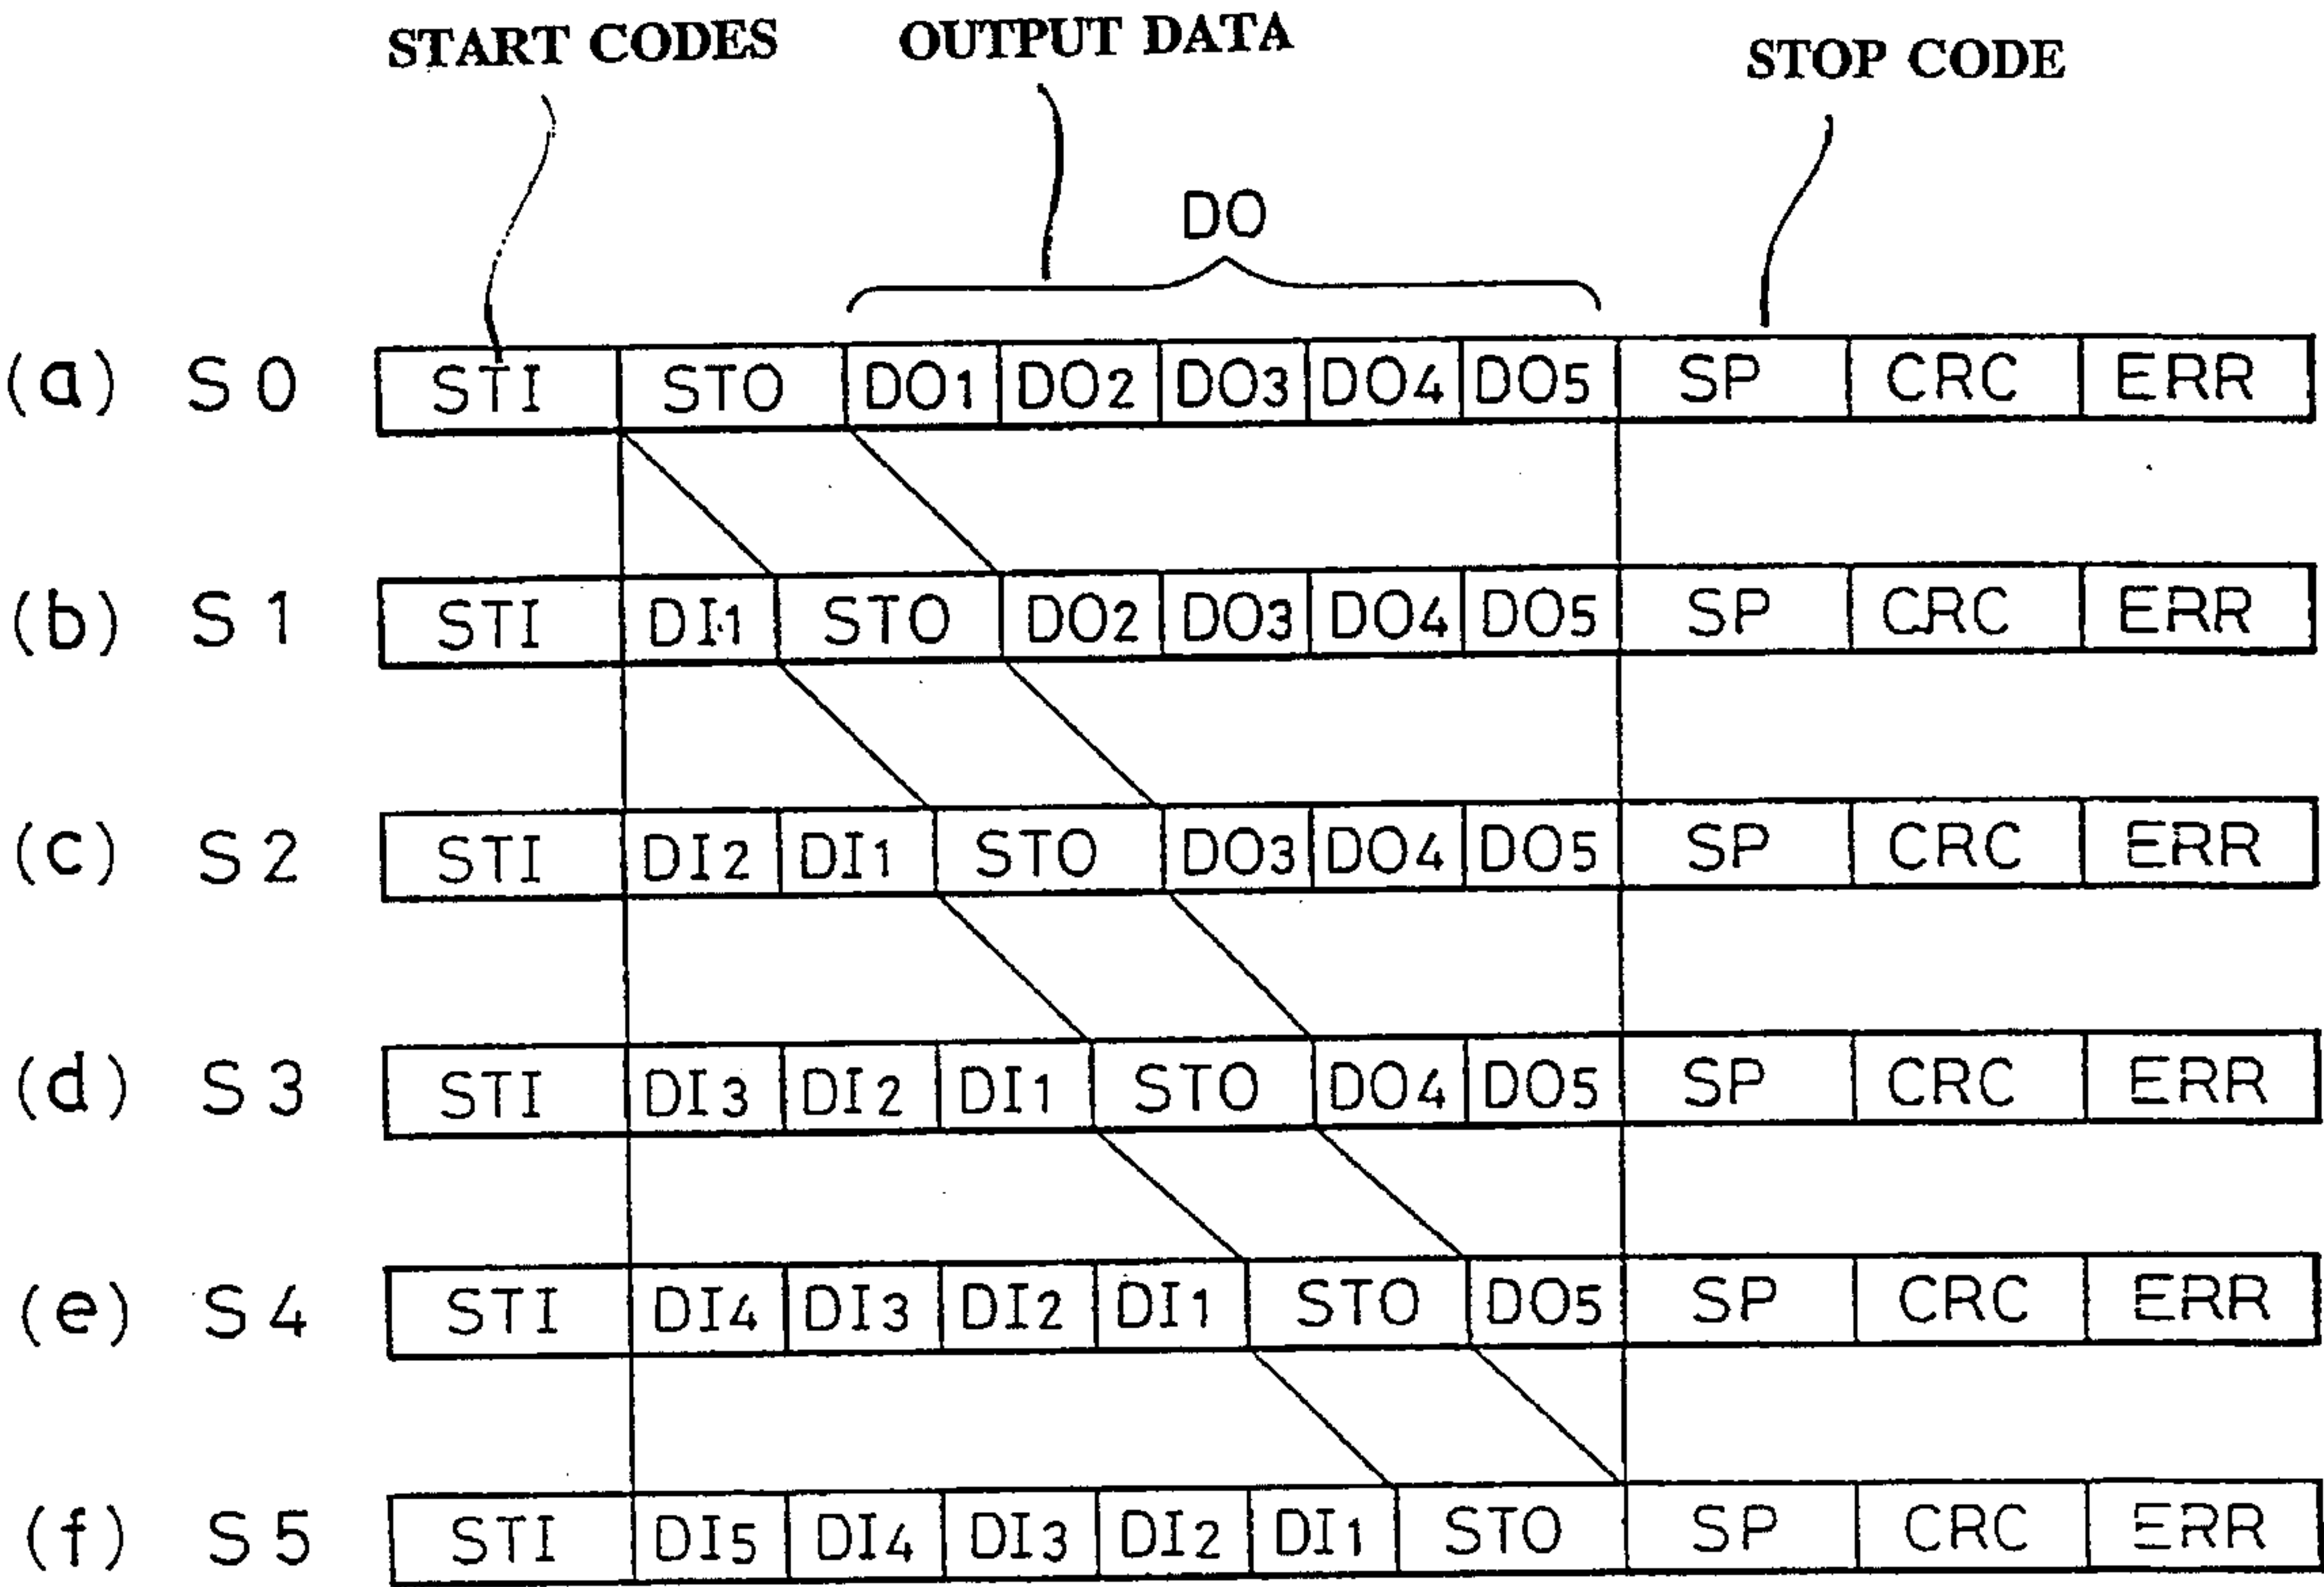 START CODES OUTPUT DATA STOP CODE
DO
(a) S0 STI STO DO1 DO2 DO3 DO4 DO5 SP CRC ERR
(b) S1 STI DI1 STO DO2 DO3 DO4 DO5 SP CRC ERR
(c) S2 STI DI2 DI1 STO DO3 DO4 DO5 SP CRC ERR
(d) S3 STI DI3 DI2 DI1 STO DO4 DO5 SP CRC ERR
(e) S4 STI DI4 DI3 DI2 DI1 STO DO5 SP CRC ERR
(f) S5 STI DI5 DI4 DI3 DI2 DI1 STO SP CRC ERR